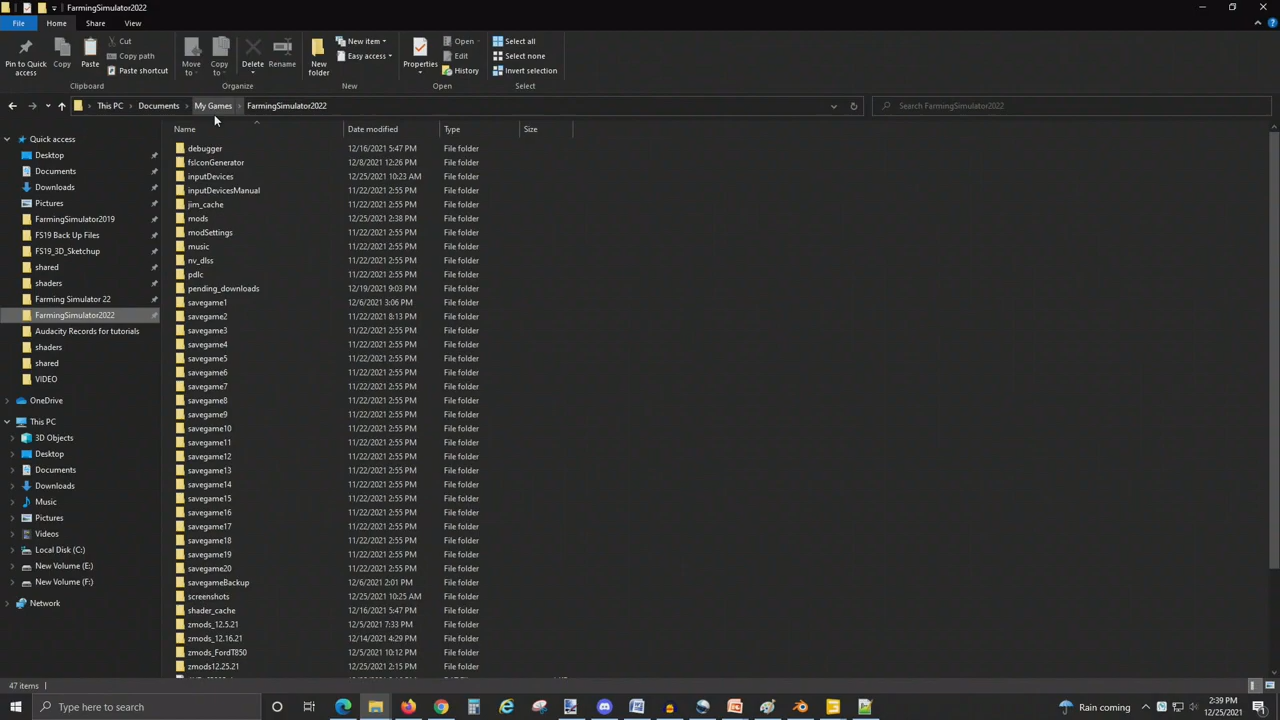 FarmingSimulator2022
File
Home
Share
View
Pin to Quick access
Copy
Paste
Cut
Copy path
Paste shortcut
Clipboard
Move to
Copy to
Delete
Rename
Organize
New folder
New item
Easy access
New
Properties
Open
Edit
History
Open
Select all
Select none
Invert selection
Select
This PC > Documents > My Games > FarmingSimulator2022
Search FarmingSimulator2022
Quick access
Desktop
Documents
Downloads
Pictures
FarmingSimulator2019
FS19 Back Up Files
FS19_3D_Sketchup
shared
shaders
Farming Simulator 22
FarmingSimulator2022
Audacity Records for tutorials
shaders
shared
VIDEO
OneDrive
This PC
3D Objects
Desktop
Documents
Downloads
Music
Pictures
Videos
Local Disk (C:)
New Volume (E:)
New Volume (F:)
Network
Name Date modified Type Size
debugger 12/16/2021 5:47 PM File folder
fsIconGenerator 12/8/2021 12:26 PM File folder
inputDevices 12/25/2021 10:23 AM File folder
inputDevicesManual 11/22/2021 2:55 PM File folder
jim_cache 11/22/2021 2:55 PM File folder
mods 12/25/2021 2:38 PM File folder
modSettings 11/22/2021 2:55 PM File folder
music 11/22/2021 2:55 PM File folder
nv_dlss 11/22/2021 2:55 PM File folder
pdlc 11/22/2021 2:55 PM File folder
pending_downloads 12/19/2021 9:03 PM File folder
savegame1 12/6/2021 3:06 PM File folder
savegame2 11/22/2021 8:13 PM File folder
savegame3 11/22/2021 2:55 PM File folder
savegame4 11/22/2021 2:55 PM File folder
savegame5 11/22/2021 2:55 PM File folder
savegame6 11/22/2021 2:55 PM File folder
savegame7 11/22/2021 2:55 PM File folder
savegame8 11/22/2021 2:55 PM File folder
savegame9 11/22/2021 2:55 PM File folder
savegame10 11/22/2021 2:55 PM File folder
savegame11 11/22/2021 2:55 PM File folder
savegame12 11/22/2021 2:55 PM File folder
savegame13 11/22/2021 2:55 PM File folder
savegame14 11/22/2021 2:55 PM File folder
savegame15 11/22/2021 2:55 PM File folder
savegame16 11/22/2021 2:55 PM File folder
savegame17 11/22/2021 2:55 PM File folder
savegame18 11/22/2021 2:55 PM File folder
savegame19 11/22/2021 2:55 PM File folder
savegame20 11/22/2021 2:55 PM File folder
savegameBackup 12/6/2021 2:01 PM File folder
screenshots 12/25/2021 10:25 AM File folder
shader_cache 12/16/2021 5:47 PM File folder
zmods_12.5.21 12/5/2021 7:33 PM File folder
zmods_12.16.21 12/14/2021 4:29 PM File folder
zmods_FordT850 12/5/2021 10:12 PM File folder
zmods12.25.21 12/25/2021 2:15 PM File folder
47 items
Type here to search
Rain coming
2:39 PM
12/25/2021